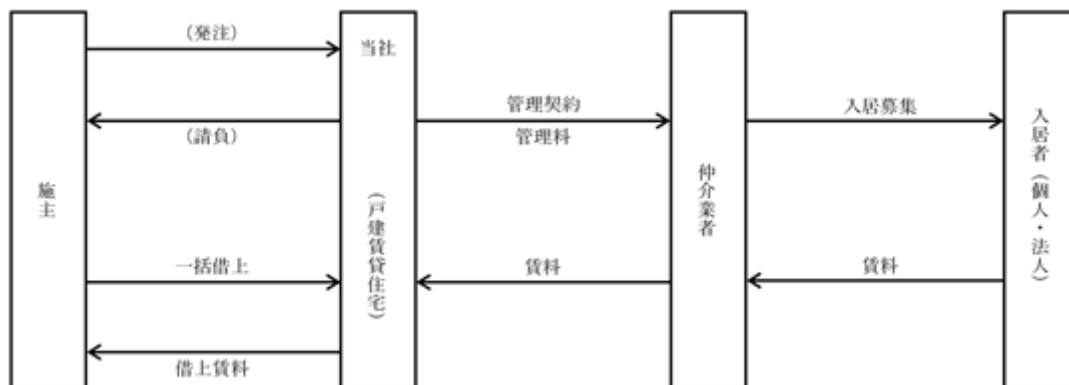 施主
(発注)
(請負)
一括借上
借上賃料
当社
(戸建賃貸住宅)
管理契約
管理料
賃料
仲介業者
入居募集
賃料
入居者(個人・法人)